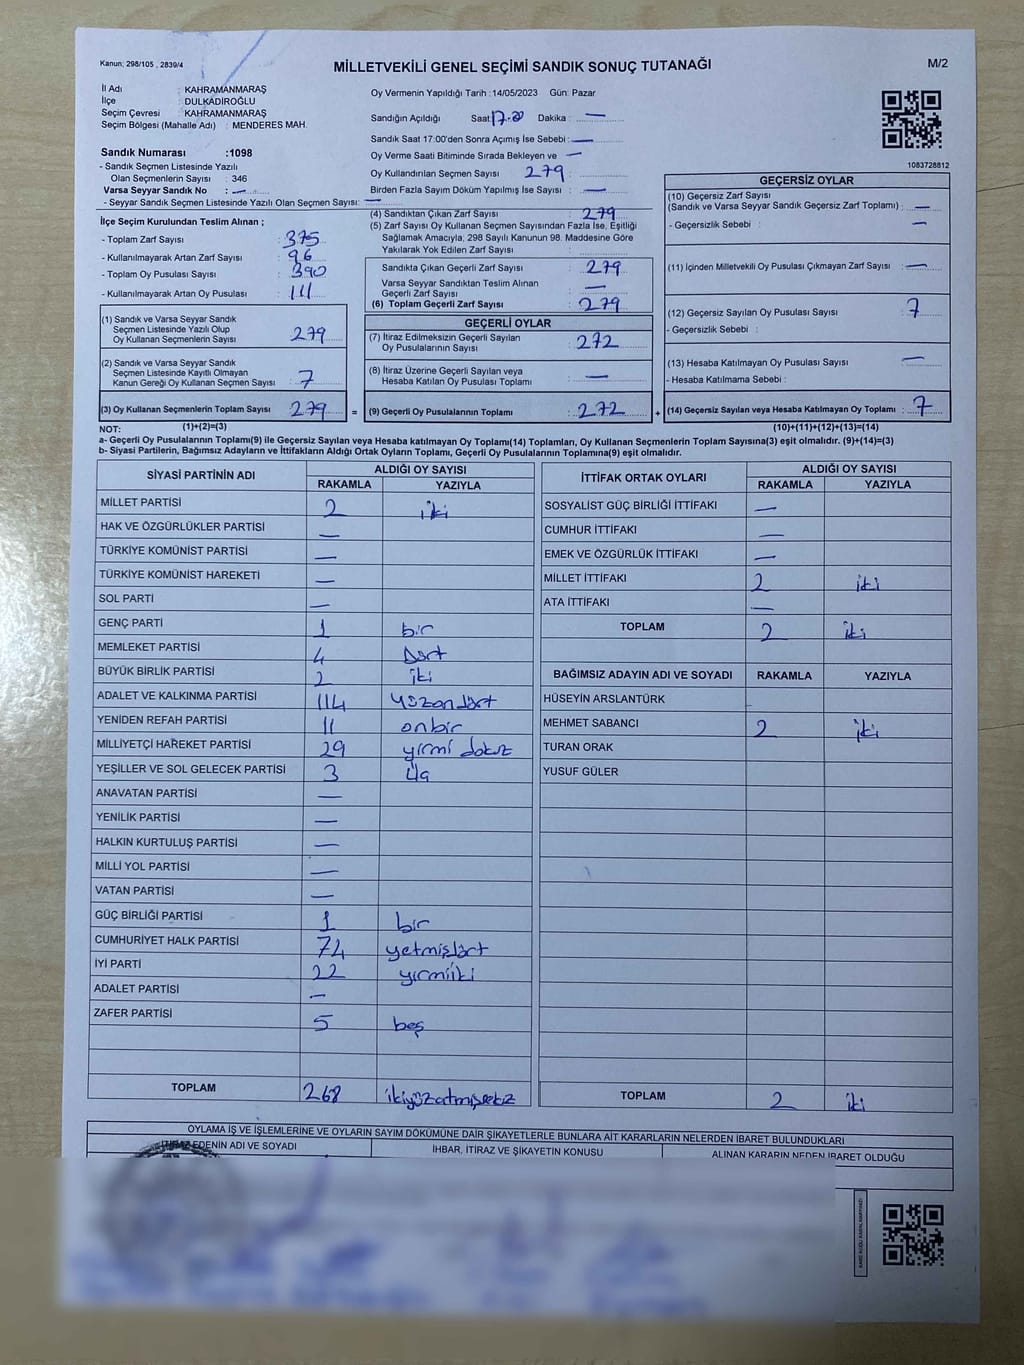 Kanun; 298/105 , 2839/4
MİLLETVEKİLİ GENEL SEÇİMİ SANDIK SONUÇ TUTANAĞI
M/2
İl Adı : KAHRAMANMARAŞ
İlçe : DULKADİROĞLU
Seçim Çevresi : KAHRAMANMARAŞ
Seçim Bölgesi (Mahalle Adı) : MENDERES MAH.
Sandık Numarası :1098
- Sandık Seçmen Listesinde Yazılı
Olan Seçmenlerin Sayısı : 346
Varsa Seyyar Sandık No : —
- Seyyar Sandık Seçmen Listesinde Yazılı Olan Seçmen Sayısı: —
Oy Vermenin Yapıldığı Tarih :14/05/2023 Gün: Pazar
Sandığın Açıldığı Saat 17.00 Dakika : —
Sandık Saat 17:00'den Sonra Açımış İse Sebebi: —
Oy Verme Saati Bitiminde Sırada Bekleyen ve —
Oy Kullandırılan Seçmen Sayısı 279
Birden Fazla Sayım Döküm Yapılmış İse Sayısı : —
1083728812
İlçe Seçim Kurulundan Teslim Alınan ;
- Toplam Zarf Sayısı : 375
- Kullanılmayarak Artan Zarf Sayısı : 96
- Toplam Oy Pusulası Sayısı : 390
- Kullanılmayarak Artan Oy Pusulası : 111
(1) Sandık ve Varsa Seyyar Sandık
Seçmen Listesinde Yazılı Olup
Oy Kullanan Seçmenlerin Sayısı : 279
(2) Sandık ve Varsa Seyyar Sandık
Seçmen Listesinde Kayıtlı Olmayan
Kanun Gereği Oy Kullanan Seçmen Sayısı : 7
(3) Oy Kullanan Seçmenlerin Toplam Sayısı : 279 =
(4) Sandıktan Çıkan Zarf Sayısı : 279
(5) Zarf Sayısı Oy Kullanan Seçmen Sayısından Fazla İse, Eşitliği
Sağlamak Amacıyla, 298 Sayılı Kanunun 98. Maddesine Göre
Yakılarak Yok Edilen Zarf Sayısı :
Sandıkta Çıkan Geçerli Zarf Sayısı : 279
Varsa Seyyar Sandıktan Teslim Alınan
Geçerli Zarf Sayısı : —
(6) Toplam Geçerli Zarf Sayısı : 279
GEÇERLİ OYLAR
(7) İtiraz Edilmeksizin Geçerli Sayılan
Oy Pusulalarının Sayısı : 272
(8) İtiraz Üzerine Geçerli Sayılan veya
Hesaba Katılan Oy Pusulası Toplamı : —
(9) Geçerli Oy Pusulalarının Toplamı : 272 +
GEÇERSİZ OYLAR
(10) Geçersiz Zarf Sayısı
(Sandık ve Varsa Seyyar Sandık Geçersiz Zarf Toplamı) : —
- Geçersizlik Sebebi : —
(11) İçinden Milletvekili Oy Pusulası Çıkmayan Zarf Sayısı : —
(12) Geçersiz Sayılan Oy Pusulası Sayısı : 7
- Geçersizlik Sebebi :
(13) Hesaba Katılmayan Oy Pusulası Sayısı : —
- Hesaba Katılmama Sebebi :
(14) Geçersiz Sayılan veya Hesaba Katılmayan Oy Toplamı : 7
NOT: (1)+(2)=(3) (10)+(11)+(12)+(13)=(14)
a- Geçerli Oy Pusulalarının Toplamı(9) ile Geçersiz Sayılan veya Hesaba katılmayan Oy Toplamı(14) Toplamları, Oy Kullanan Seçmenlerin Toplam Sayısına(3) eşit olmalıdır. (9)+(14)=(3)
b- Siyasi Partilerin, Bağımsız Adayların ve İttifakların Aldığı Ortak Oyların Toplamı, Geçerli Oy Pusulalarının Toplamına(9) eşit olmalıdır.
SİYASİ PARTİNİN ADI ALDIĞI OY SAYISI
RAKAMLA YAZIYLA
MİLLET PARTİSİ 2 iki
HAK VE ÖZGÜRLÜKLER PARTİSİ —
TÜRKİYE KOMÜNİST PARTİSİ —
TÜRKİYE KOMÜNİST HAREKETİ —
SOL PARTİ —
GENÇ PARTİ 1 bir
MEMLEKET PARTİSİ 4 Dört
BÜYÜK BİRLİK PARTİSİ 2 iki
ADALET VE KALKINMA PARTİSİ 114 Yüzondört
YENİDEN REFAH PARTİSİ 11 onbir
MİLLİYETÇİ HAREKET PARTİSİ 29 yirmi dokuz
YEŞİLLER VE SOL GELECEK PARTİSİ 3 Üç
ANAVATAN PARTİSİ —
YENİLİK PARTİSİ —
HALKIN KURTULUŞ PARTİSİ —
MİLLİ YOL PARTİSİ —
VATAN PARTİSİ —
GÜÇ BİRLİĞİ PARTİSİ 1 bir
CUMHURİYET HALK PARTİSİ 74 yetmişdört
İYİ PARTİ 22 yirmiiki
ADALET PARTİSİ —
ZAFER PARTİSİ 5 beş
TOPLAM 268 ikiyüzatmışsekiz
İTTİFAK ORTAK OYLARI ALDIĞI OY SAYISI
RAKAMLA YAZIYLA
SOSYALİST GÜÇ BİRLİĞİ İTTİFAKI —
CUMHUR İTTİFAKI —
EMEK VE ÖZGÜRLÜK İTTİFAKI —
MİLLET İTTİFAKI 2 iki
ATA İTTİFAKI —
TOPLAM 2 iki
BAĞIMSIZ ADAYIN ADI VE SOYADI RAKAMLA YAZIYLA
HÜSEYİN ARSLANTÜRK
MEHMET SABANCI 2 iki
TURAN ORAK
YUSUF GÜLER
TOPLAM 2 iki
OYLAMA İŞ VE İŞLEMLERİNE VE OYLARIN SAYIM DÖKÜMÜNE DAİR ŞİKAYETLERLE BUNLARA AİT KARARLARIN NELERDEN İBARET BULUNDUKLARI
İTİRAZ EDENİN ADI VE SOYADI İHBAR, İTİRAZ VE ŞİKAYETİN KONUSU ALINAN KARARIN NEDEN İBARET OLDUĞU